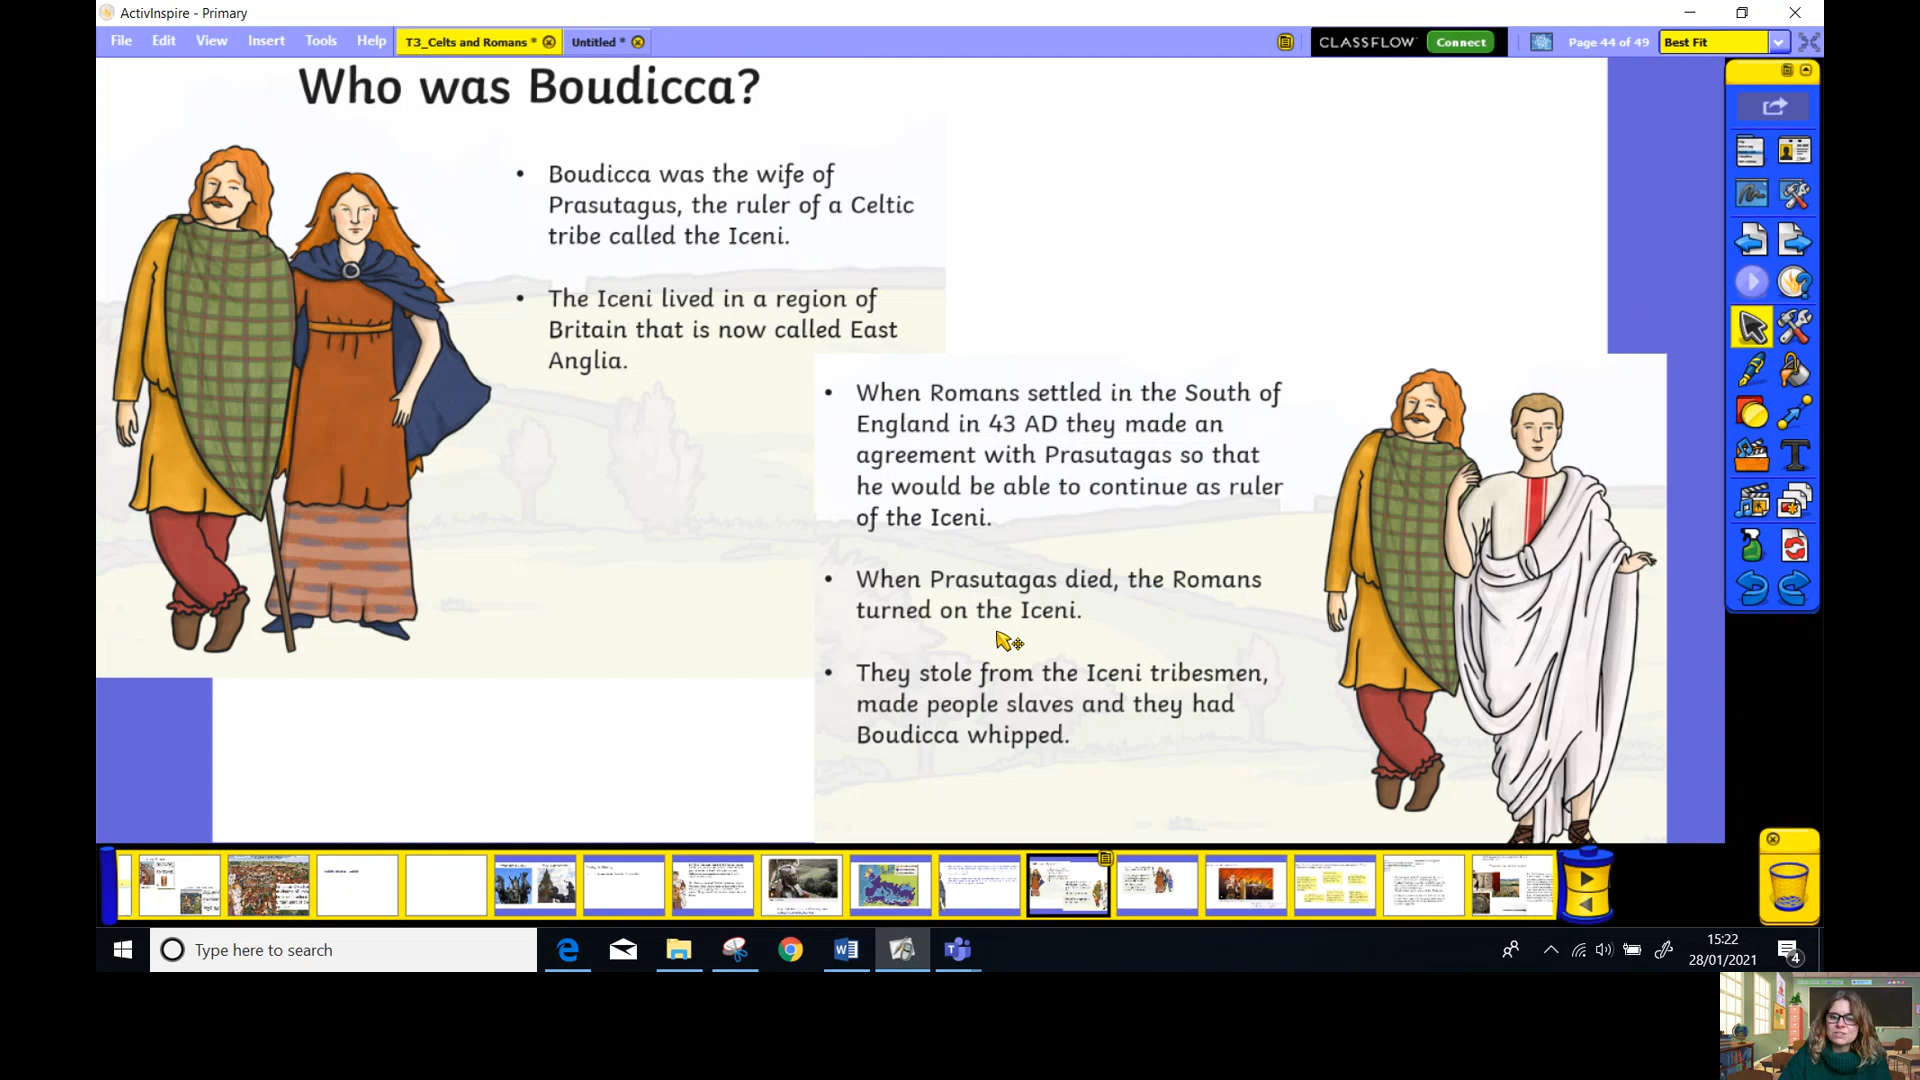 ActivInspire - Primary
File Edit View Insert Tools Help
T3_Celts and Romans *
Untitled *
CLASSFLOW
Connect
Page 44 of 49
Best Fit
Who was Boudicca?
• Boudicca was the wife of
Prasutagus, the ruler of a Celtic
tribe called the Iceni.
• The Iceni lived in a region of
Britain that is now called East
Anglia.
• When Romans settled in the South of
England in 43 AD they made an
agreement with Prasutagas so that
he would be able to continue as ruler
of the Iceni.
• When Prasutagas died, the Romans
turned on the Iceni.
• They stole from the Iceni tribesmen,
made people slaves and they had
Boudicca whipped.
Type here to search
15:22
28/01/2021
4